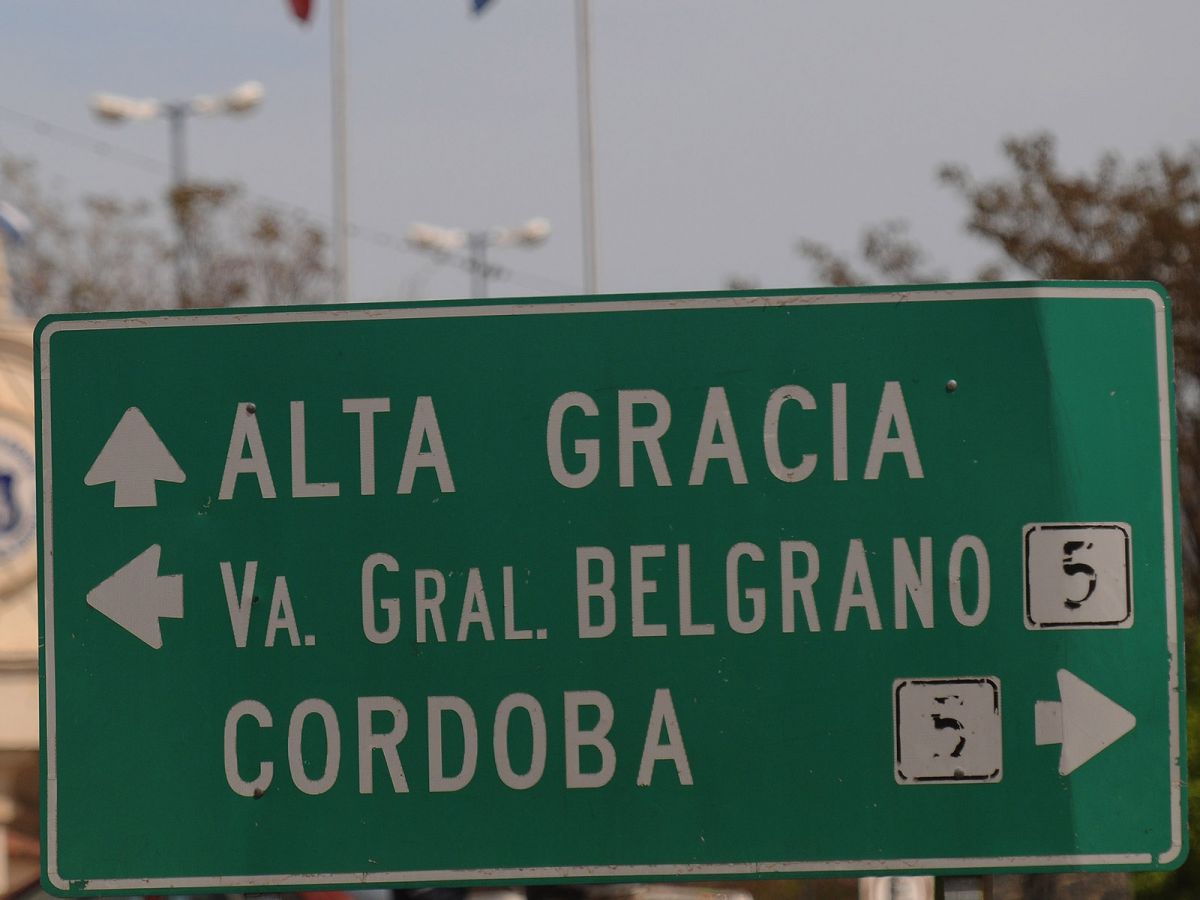 ALTA GRACIA
VA. GRAL. BELGRANO 5
CORDOBA 5